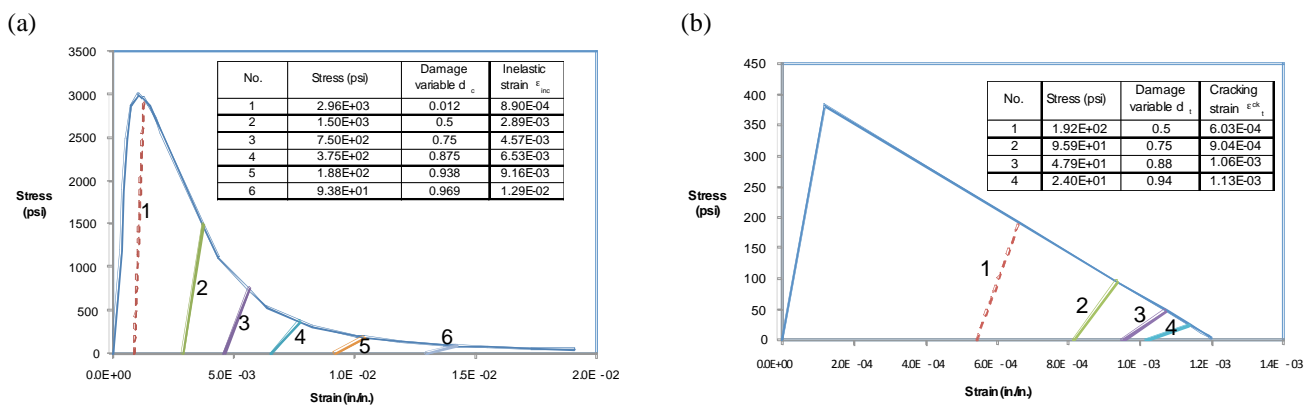 (a)
3500
3000
2500
2000
1500
1000
500
0
Stress
(psi)
No. Stress (psi) Damage variable d c Inelastic strain ε inc
1 2.96E+03 0.012 8.90E-04
2 1.50E+03 0.5 2.89E-03
3 7.50E+02 0.75 4.57E-03
4 3.75E+02 0.875 6.53E-03
5 1.88E+02 0.938 9.16E-03
6 9.38E+01 0.969 1.29E-02
1
2
3
4
5
6
0.0E+00 5.0E -03 1.0E -02 1.5E -02 2.0E -02
Strain (in/in.)
(b)
450
400
350
300
250
200
150
100
50
0
Stress
(psi)
No. Stress (psi) Damage variable d t Cracking strain ε ck t
1 1.92E+02 0.5 6.03E-04
2 9.59E+01 0.75 9.04E-04
3 4.79E+01 0.88 1.06E-03
4 2.40E+01 0.94 1.13E-03
1
2
3
4
0.0E+00 2.0E -04 4.0E -04 6.0E -04 8.0E -04 1.0E -03 1.2E -03 1.4E -03
Strain (in/in.)